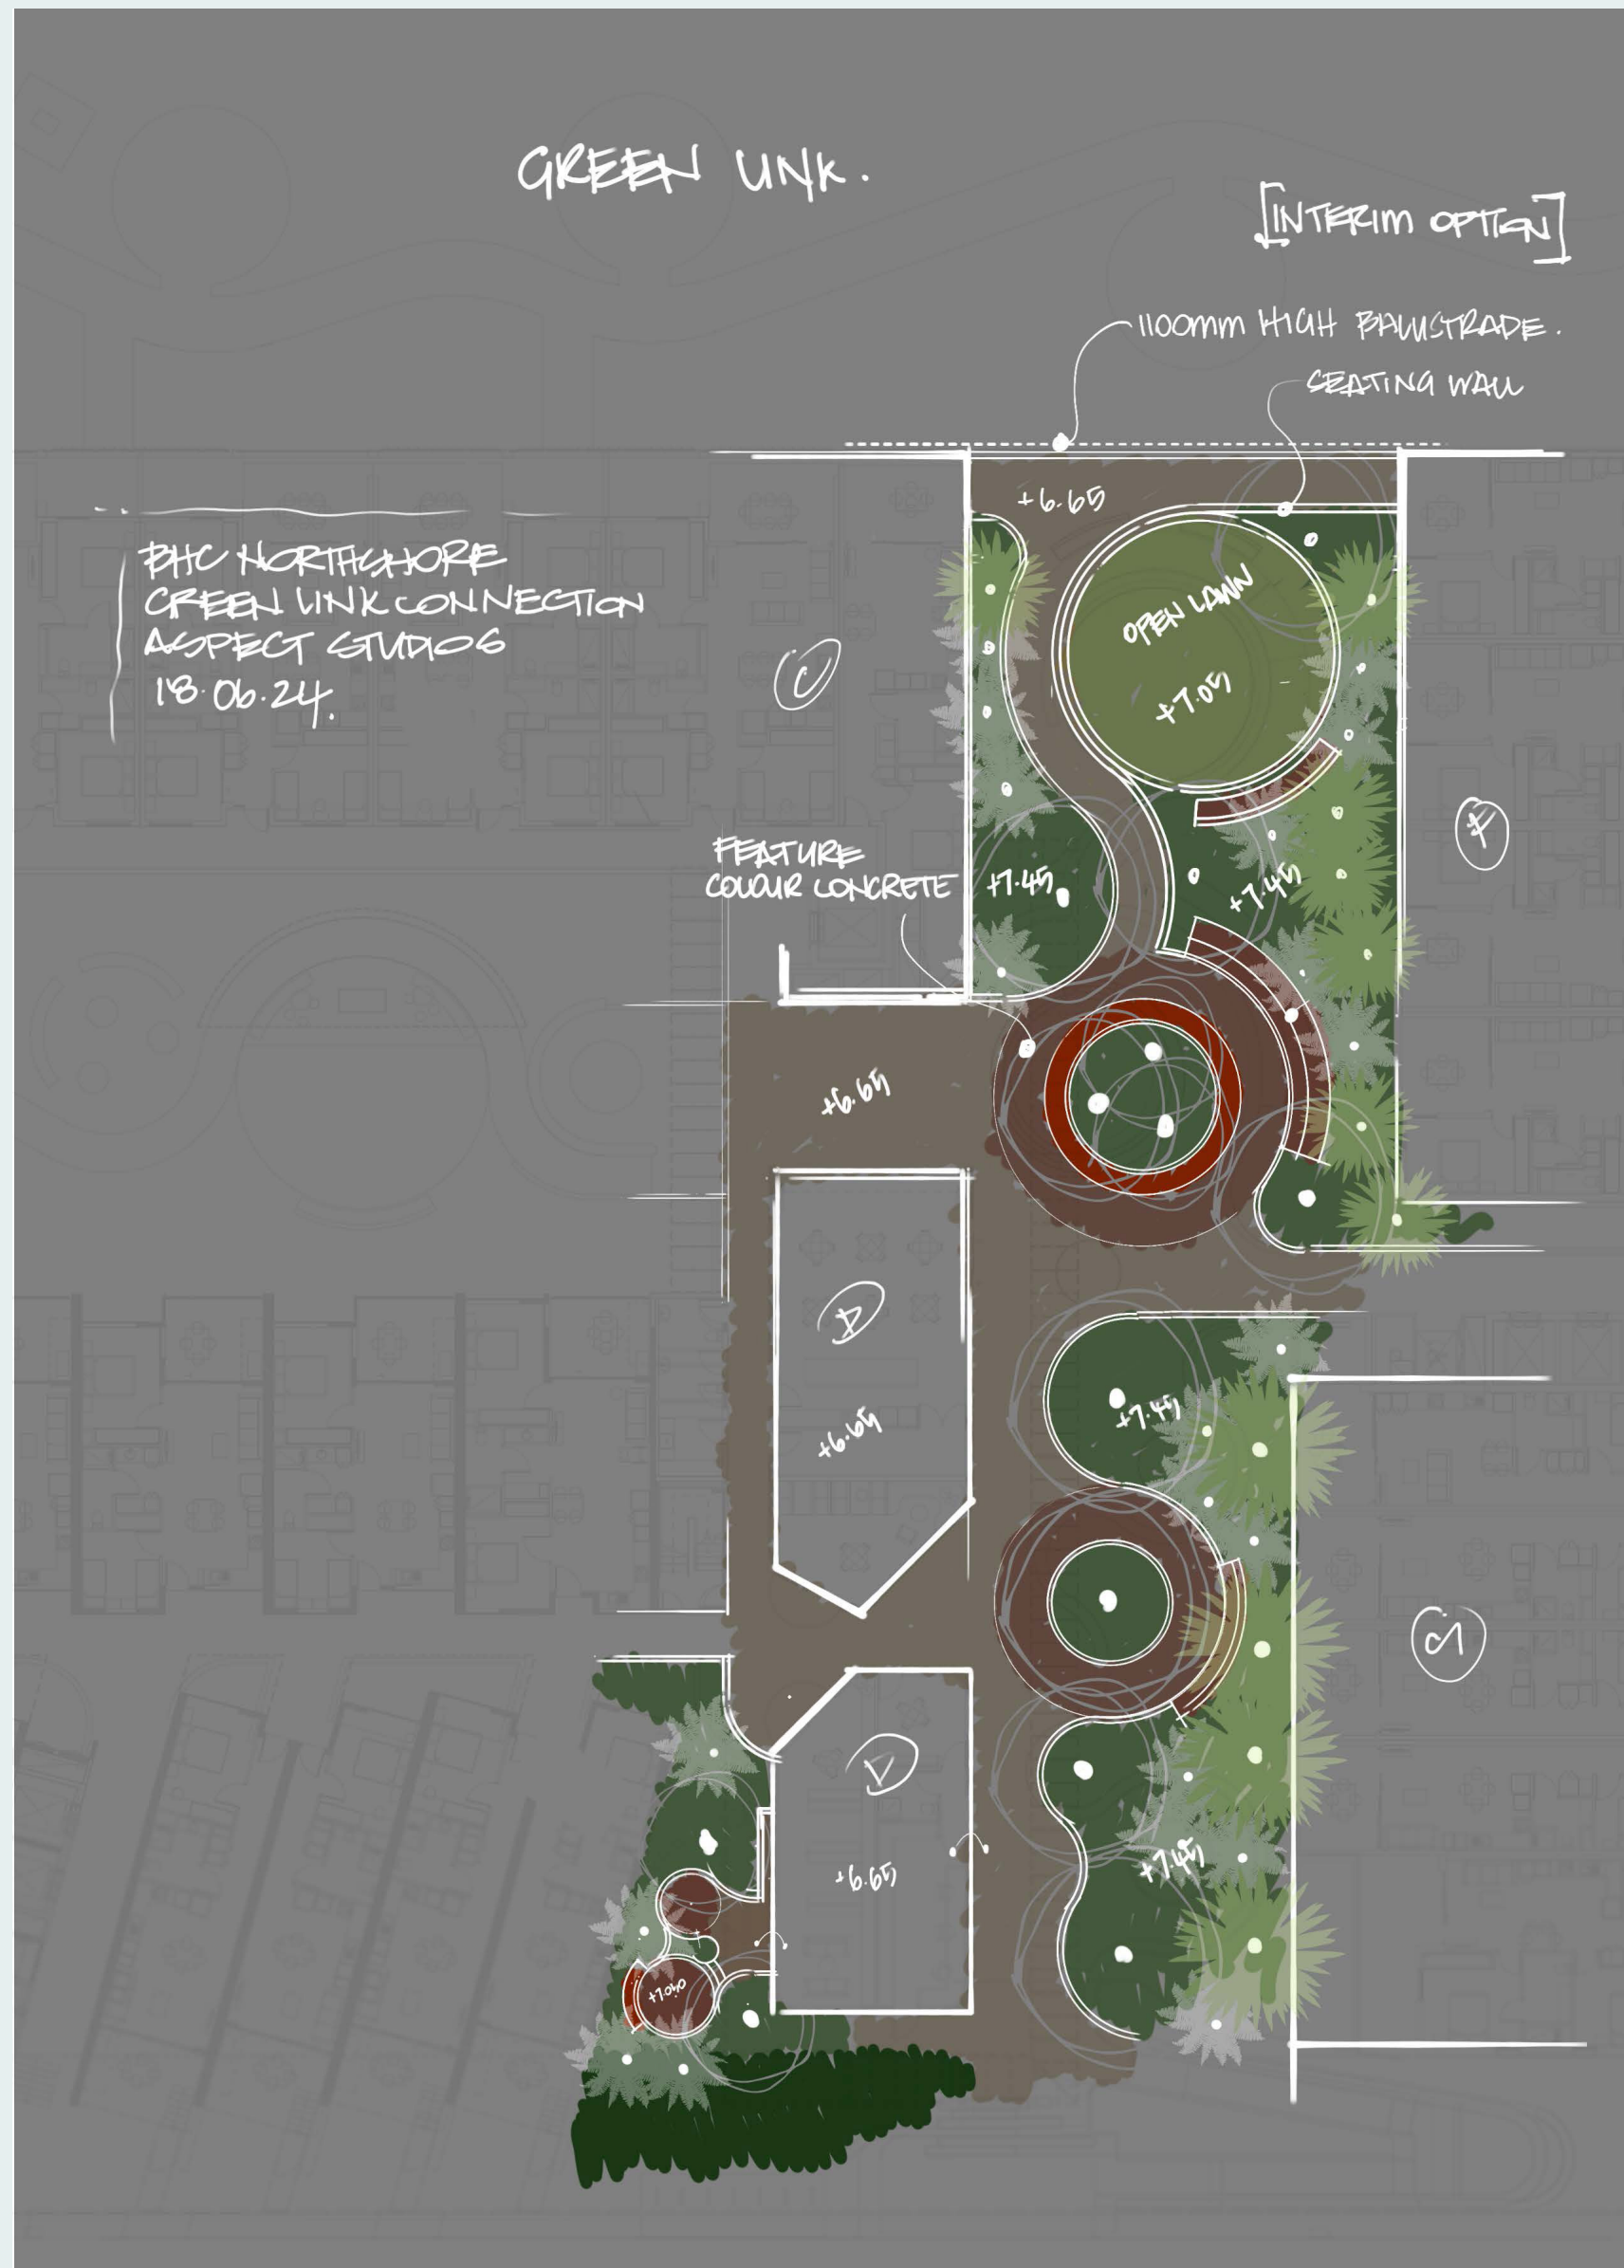 GREEN LINK.
[INTERIM OPTION]
1100mm HIGH BALUSTRADE.
SEATING WALL
+6.65
BHC NORTHSHORE
GREEN LINK CONNECTION
ASPECT STUDIOS
18.06.24.
OPEN LAWN
+7.05
C
F
FEATURE
COLOUR CONCRETE
+7.45
+7.45
+6.65
D
+6.65
+7.45
G
D
+7.45
+6.65